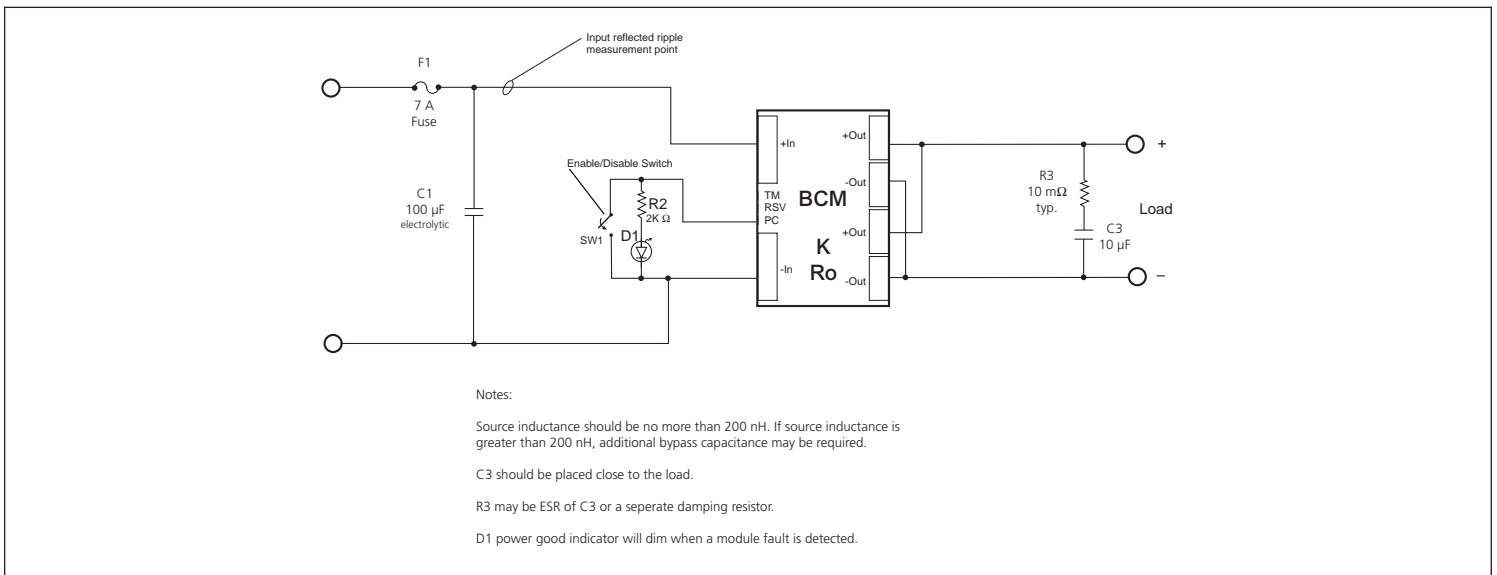 Input reflected ripple
measurement point
F1
7 A
Fuse
C1
100 µF
electrolytic
Enable/Disable Switch
SW1
R2
2K Ω
D1
+In
TM
RSV
PC
-In
BCM
K
Ro
+Out
-Out
+Out
-Out
R3
10 mΩ
typ.
C3
10 µF
+
Load
–
Notes:
Source inductance should be no more than 200 nH. If source inductance is
greater than 200 nH, additional bypass capacitance may be required.
C3 should be placed close to the load.
R3 may be ESR of C3 or a seperate damping resistor.
D1 power good indicator will dim when a module fault is detected.